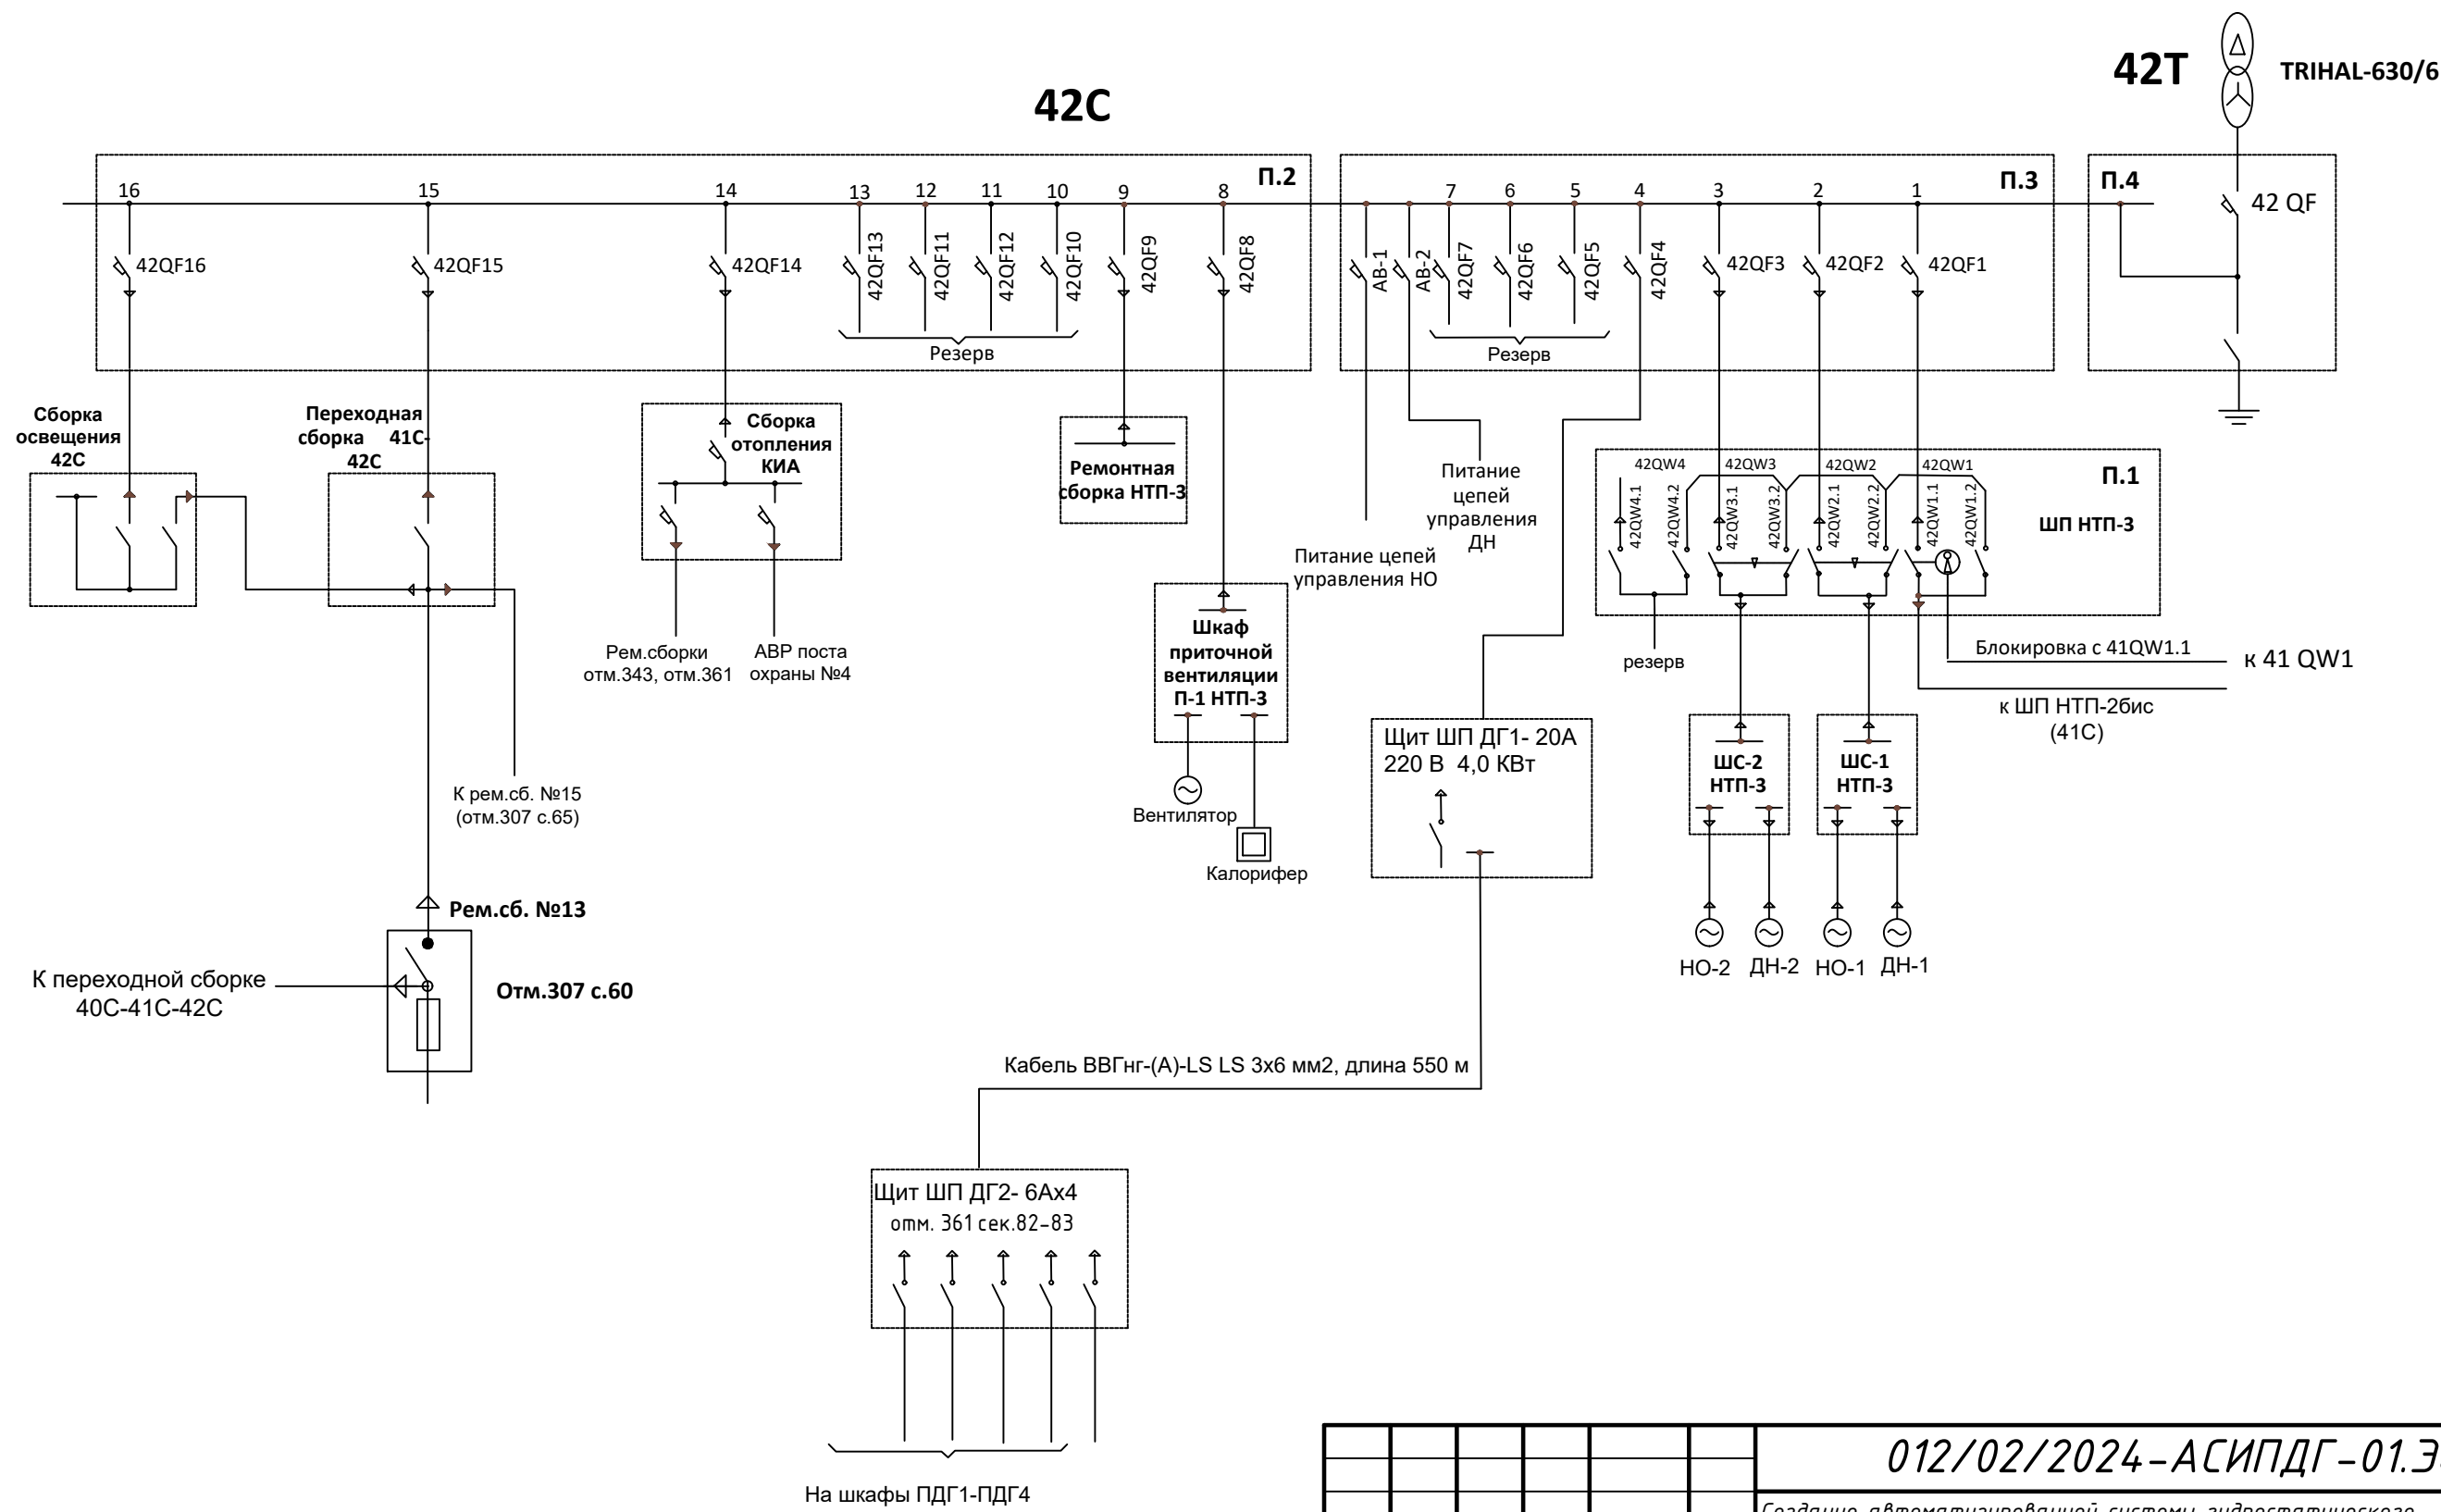 42Т
TRIHAL-630/6
42С
П.2
П.3
П.4
16
15
14
13
12
11
10
9
8
7
6
5
4
3
2
1
42QF16
42QF15
42QF14
42QF13
42QF11
42QF12
42QF10
42QF9
42QF8
АВ-1
АВ-2
42QF7
42QF6
42QF5
42QF4
42QF3
42QF2
42QF1
42 QF
Резерв
Резерв
Сборка
освещения
42С
Переходная
сборка 41С-
42С
Сборка
отопления
КИА
Ремонтная
сборка НТП-3
Рем.сборки
отм.343, отм.361
АВР поста
охраны №4
Питание
цепей
управления
ДН
Питание цепей
управления НО
42QW4
42QW3
42QW2
42QW1
42QW4.1
42QW4.2
42QW3.1
42QW3.2
42QW2.1
42QW2.2
42QW1.1
42QW1.2
П.1
ШП НТП-3
резерв
Блокировка с 41QW1.1
к 41 QW1
к ШП НТП-2бис
(41С)
Шкаф
приточной
вентиляции
П-1 НТП-3
Вентилятор
Калорифер
Щит ШП ДГ1- 20А
220 В 4,0 КВт
ШС-2
НТП-3
ШС-1
НТП-3
НО-2
ДН-2
НО-1
ДН-1
К рем.сб. №15
(отм.307 с.65)
Рем.сб. №13
Отм.307 с.60
К переходной сборке
40С-41С-42С
Кабель ВВГнг-(А)-LS LS 3х6 мм2, длина 550 м
Щит ШП ДГ2- 6Ах4
отм. 361 сек.82-83
На шкафы ПДГ1-ПДГ4
012/02/2024-АСИПДГ-01.Э
Создание автоматизированной системы гидростатического